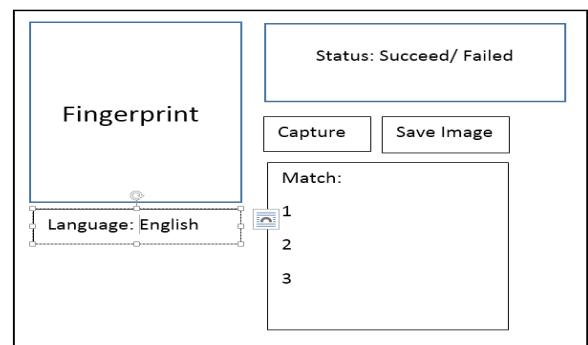 Fingerprint
Status: Succeed/ Failed
Capture
Save Image
Language: English
Match:
1
2
3